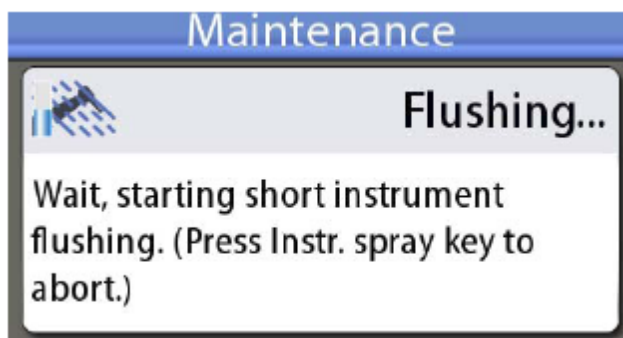 Maintenance
Flushing...
Wait, starting short instrument
flushing. (Press Instr. spray key to
abort.)